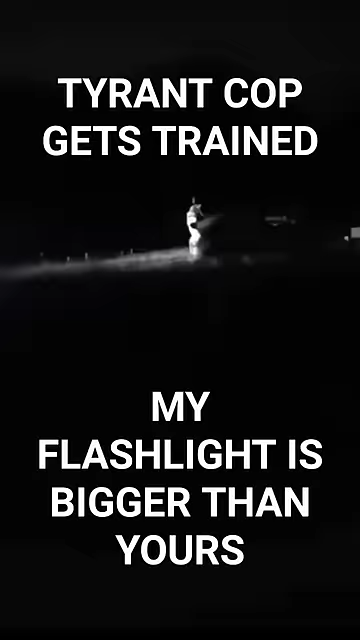 TYRANT COP
GETS TRAINED
MY
FLASHLIGHT IS
BIGGER THAN
YOURS